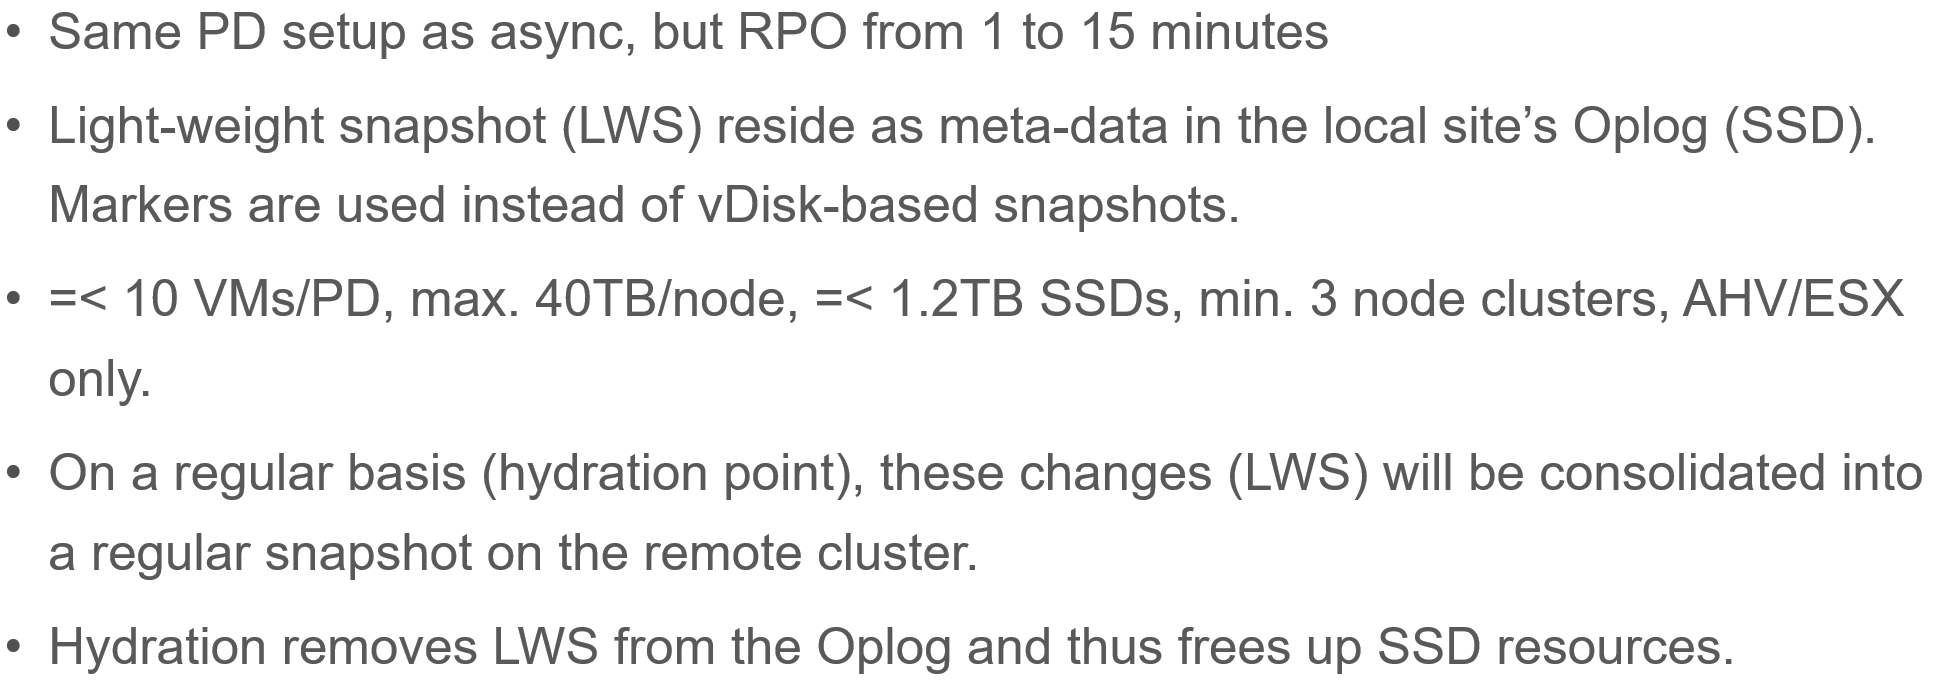 • Same PD setup as async, but RPO from 1 to 15 minutes
• Light-weight snapshot (LWS) reside as meta-data in the local site’s Oplog (SSD).
Markers are used instead of vDisk-based snapshots.
• =< 10 VMs/PD, max. 40TB/node, =< 1.2TB SSDs, min. 3 node clusters, AHV/ESX
only.
• On a regular basis (hydration point), these changes (LWS) will be consolidated into
a regular snapshot on the remote cluster.
• Hydration removes LWS from the Oplog and thus frees up SSD resources.